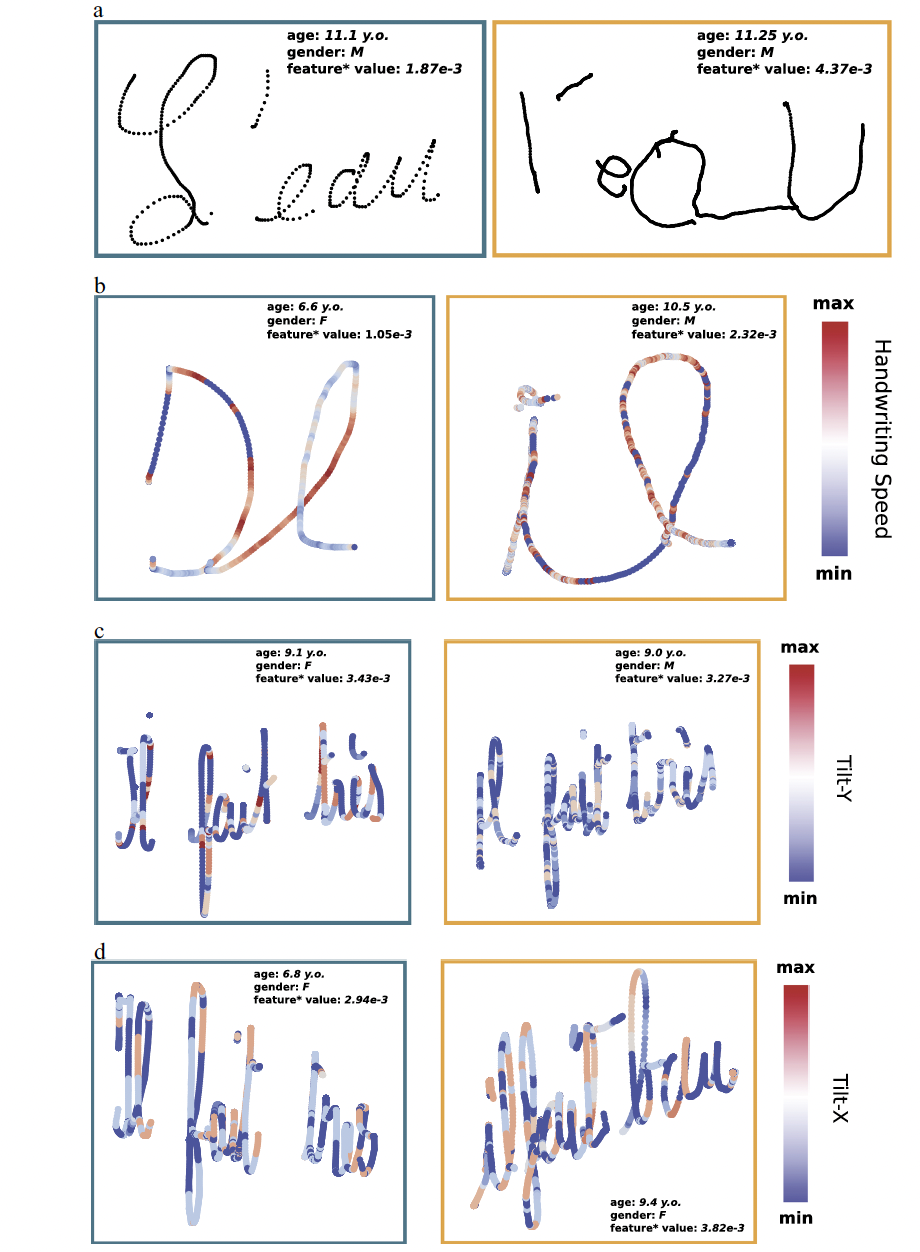 a
age: 11.1 y.o.
gender: M
feature* value: 1.87e-3
age: 11.25 y.o.
gender: M
feature* value: 4.37e-3
l'eau
b
age: 6.6 y.o.
gender: F
feature* value: 1.05e-3
age: 10.5 y.o.
gender: M
feature* value: 2.32e-3
max
Handwriting Speed
min
Il
il
c
age: 9.1 y.o.
gender: F
feature* value: 3.43e-3
age: 9.0 y.o.
gender: M
feature* value: 3.27e-3
max
Tilt-Y
min
il fait
d
age: 6.8 y.o.
gender: F
feature* value: 2.94e-3
max
Tilt-X
min
fait
age: 9.4 y.o.
gender: F
feature* value: 3.82e-3